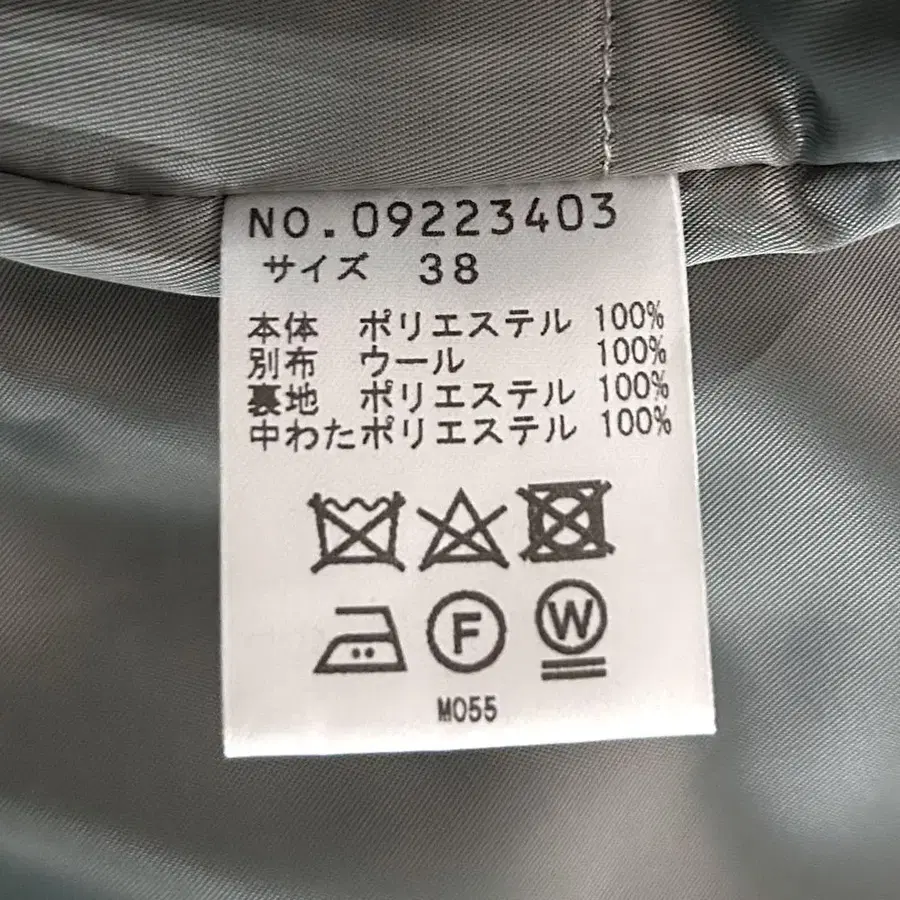 NO.09223403
サイズ 38
本体 ポリエステル 100%
別布 ウール 100%
裏地 ポリエステル 100%
中わたポリエステル 100%
F W
M055